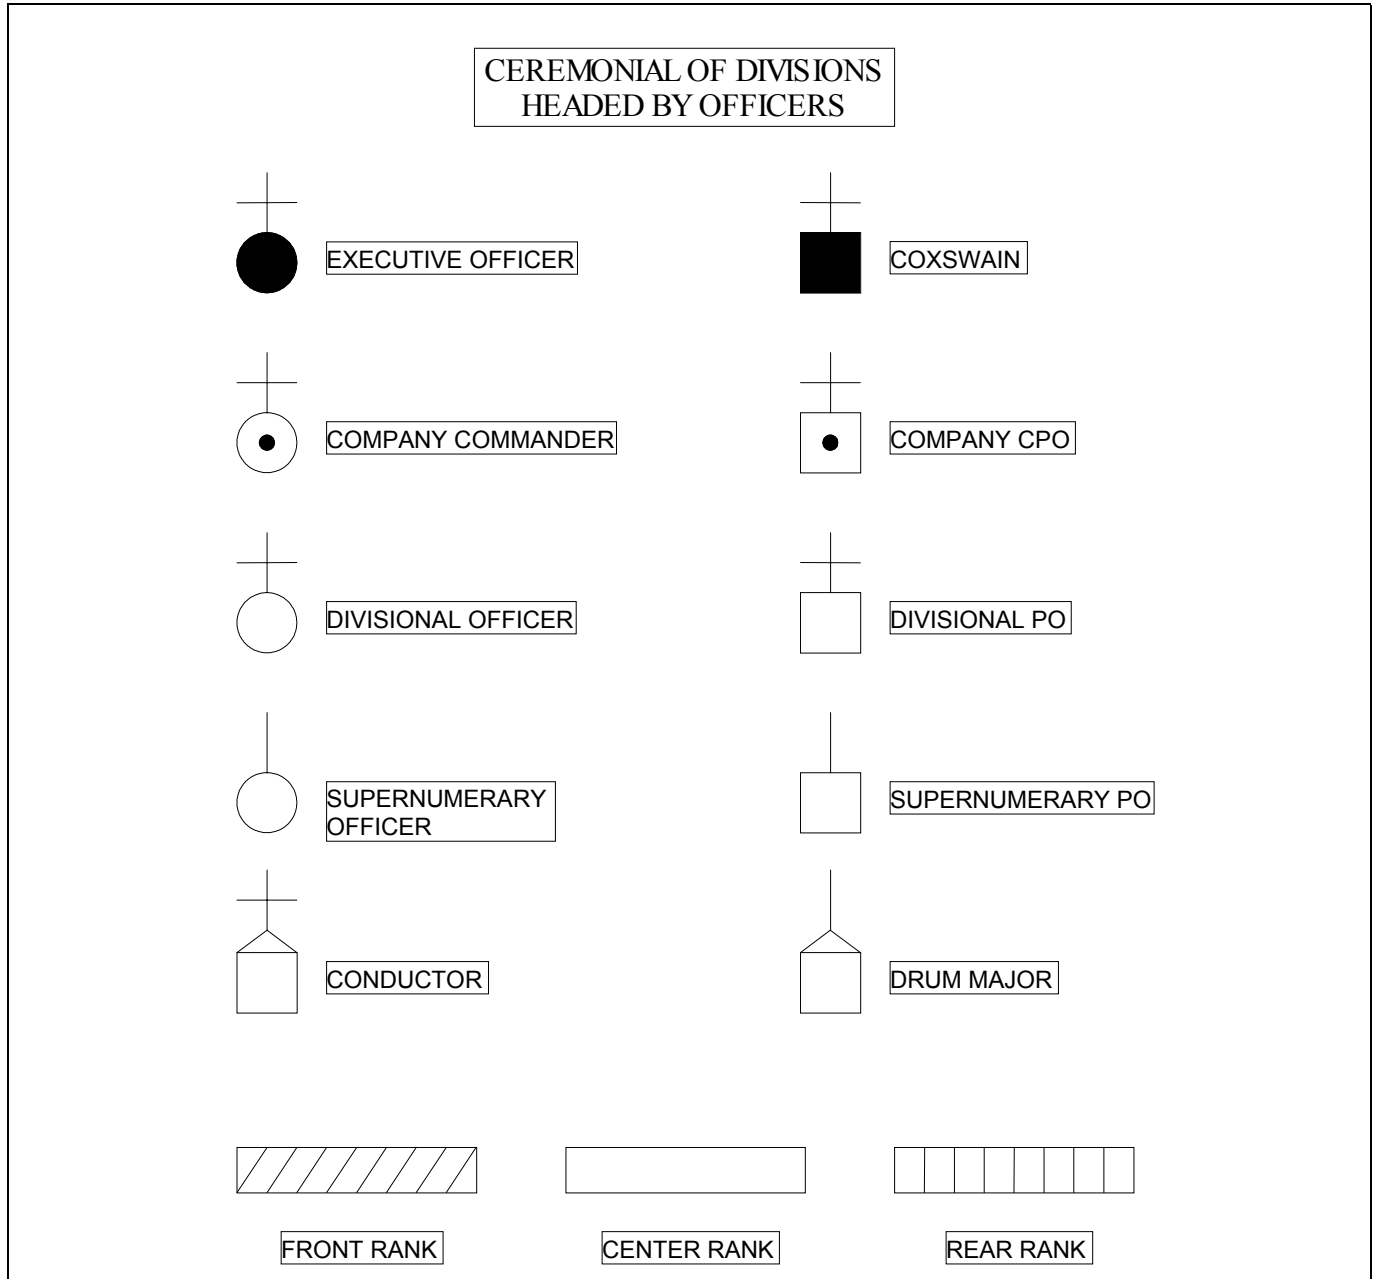 CEREMONIAL OF DIVISIONS
HEADED BY OFFICERS
EXECUTIVE OFFICER
COXSWAIN
COMPANY COMMANDER
COMPANY CPO
DIVISIONAL OFFICER
DIVISIONAL PO
SUPERNUMERARY
OFFICER
SUPERNUMERARY PO
CONDUCTOR
DRUM MAJOR
FRONT RANK
CENTER RANK
REAR RANK